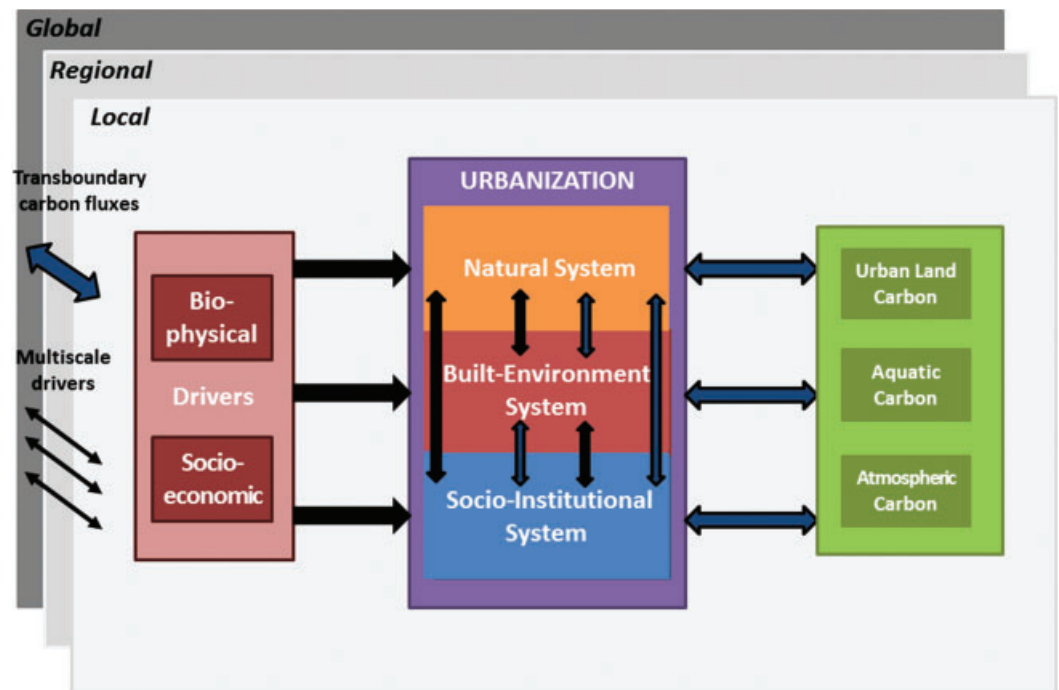 Global
Regional
Local
Transboundary
carbon fluxes
Multiscale
drivers
Bio-
physical
Drivers
Socio-
economic
URBANIZATION
Natural System
Built-Environment
System
Socio-Institutional
System
Urban Land
Carbon
Aquatic
Carbon
Atmospheric
Carbon